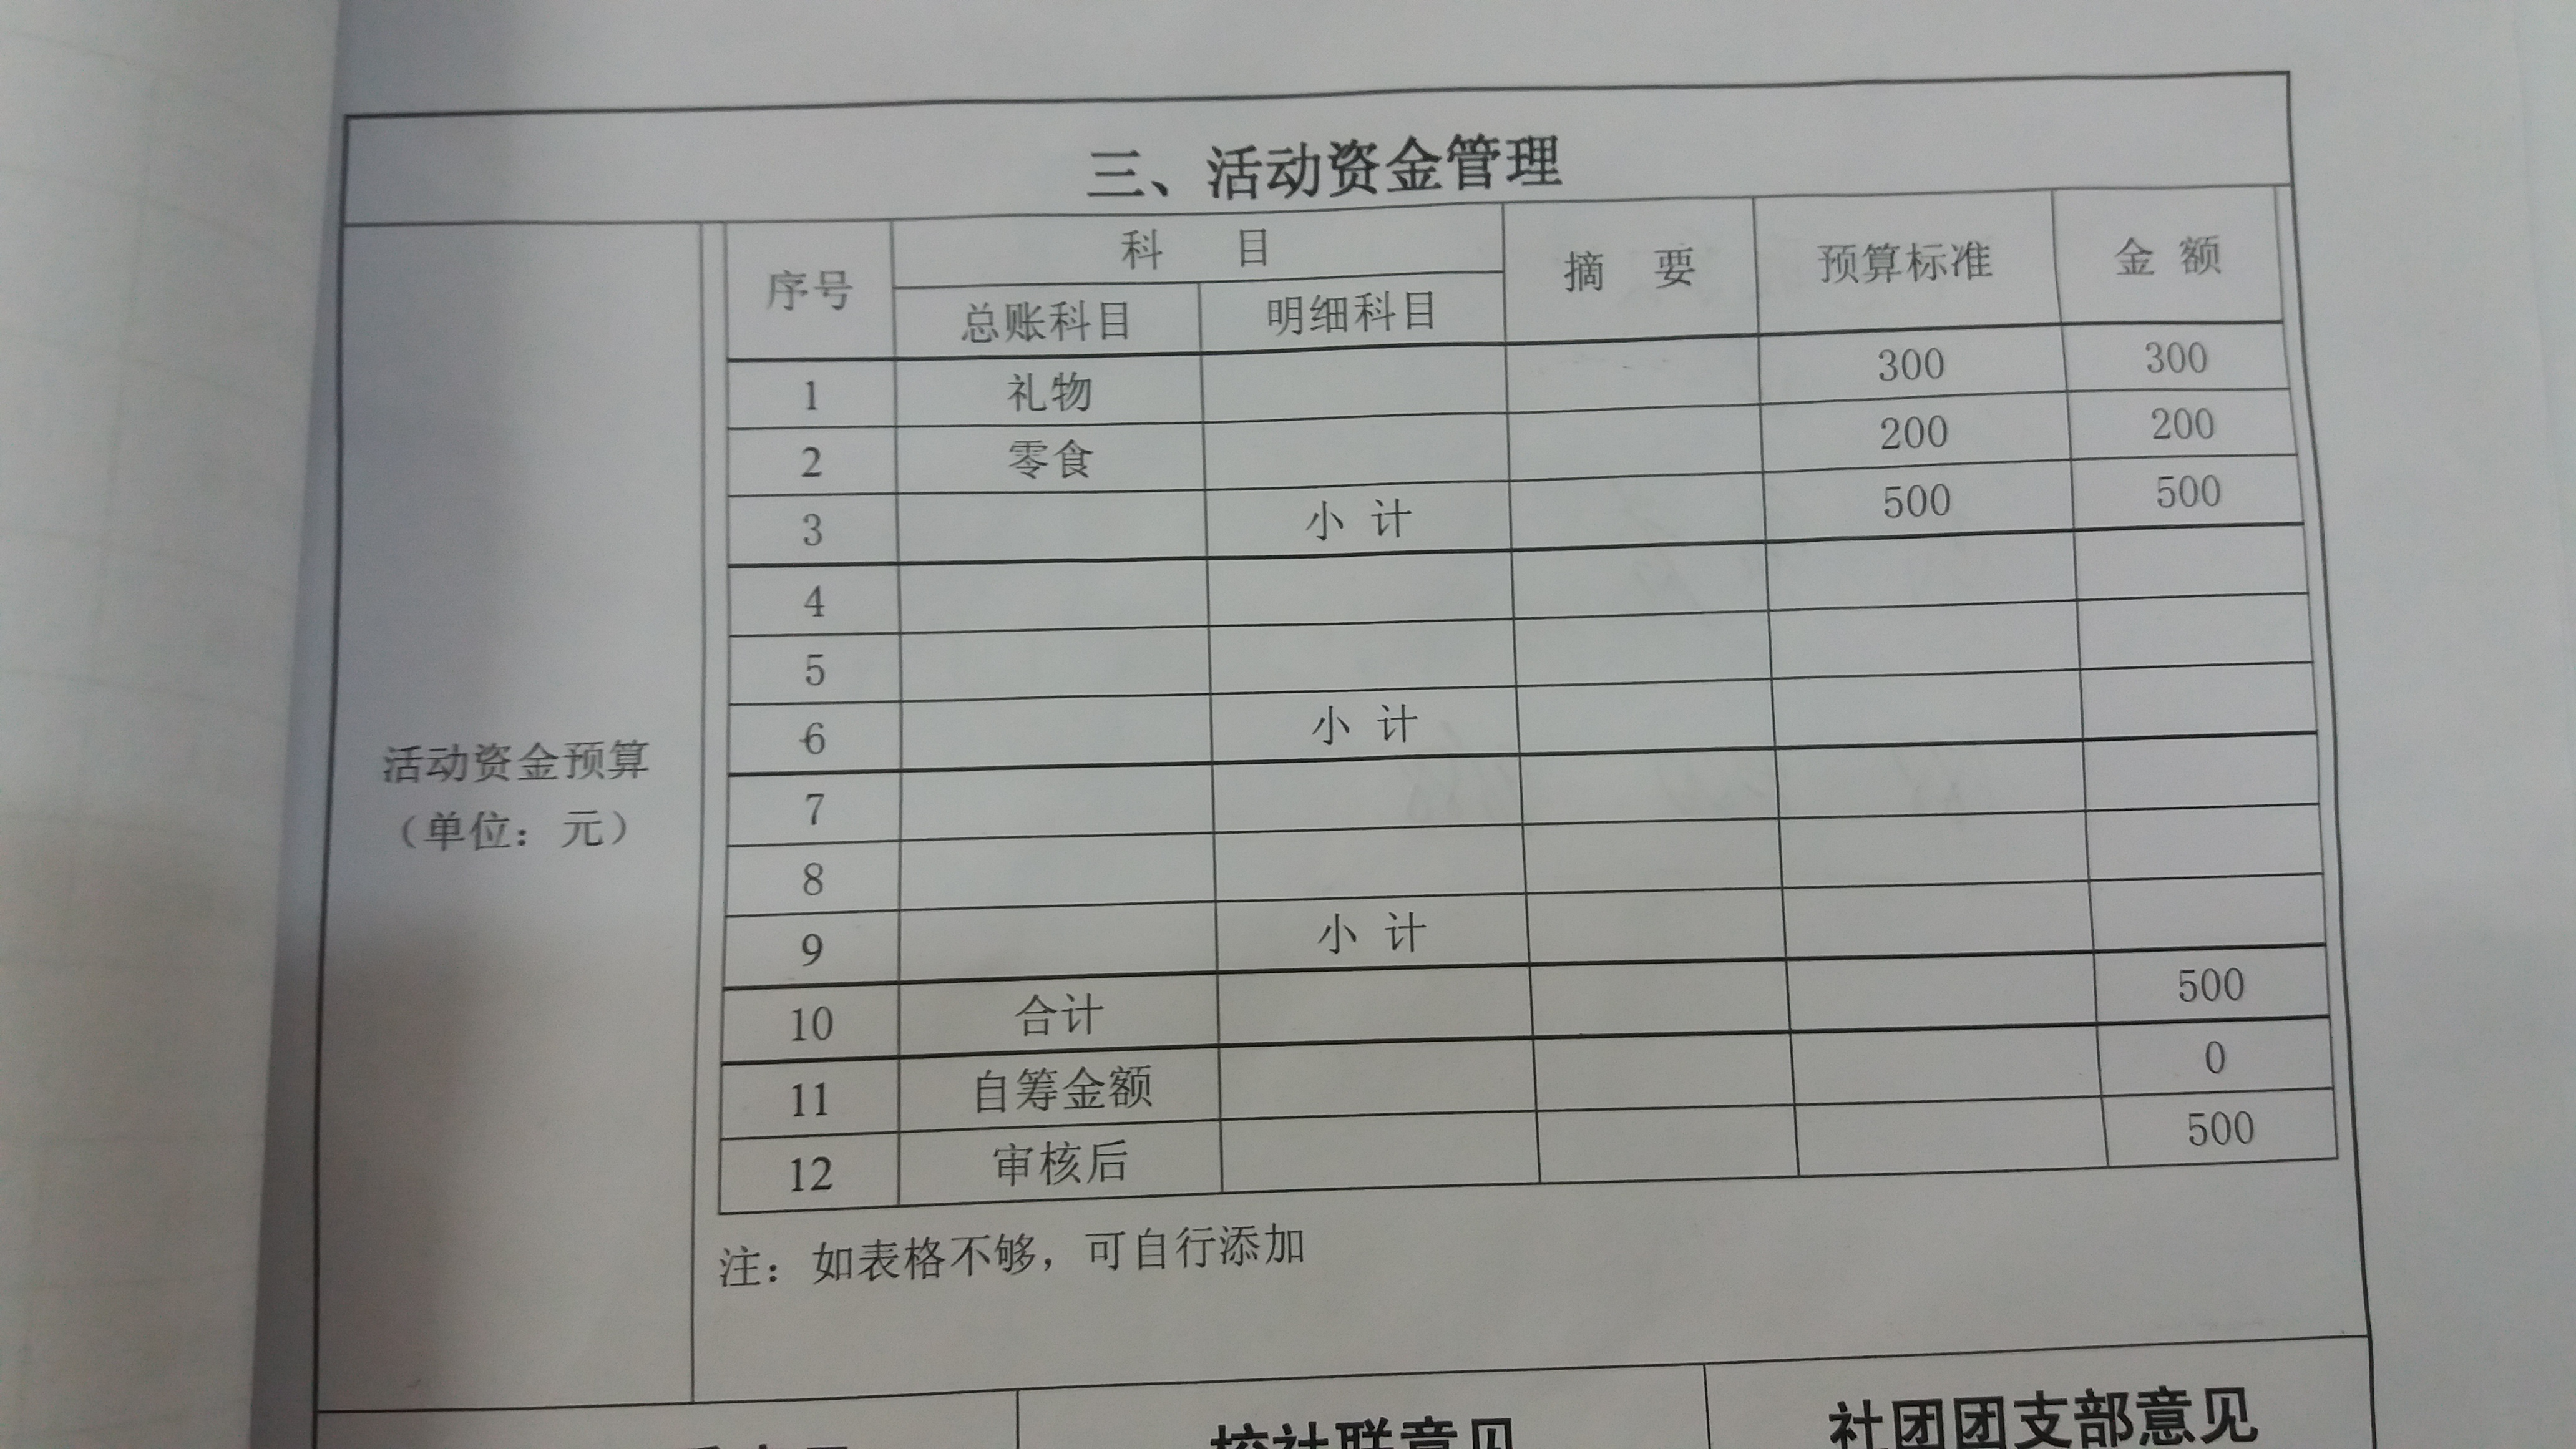 三、活动资金管理
序号 科 目 摘 要 预算标准 金 额
总账科目 明细科目
1 礼物 300 300
2 零食 200 200
3 小 计 500 500
4
5
6 小 计
活动资金预算
（单位：元）
7
8
9 小 计
10 合计 500
11 自筹金额 0
12 审核后 500
注：如表格不够，可自行添加
校社联意见 社团团支部意见